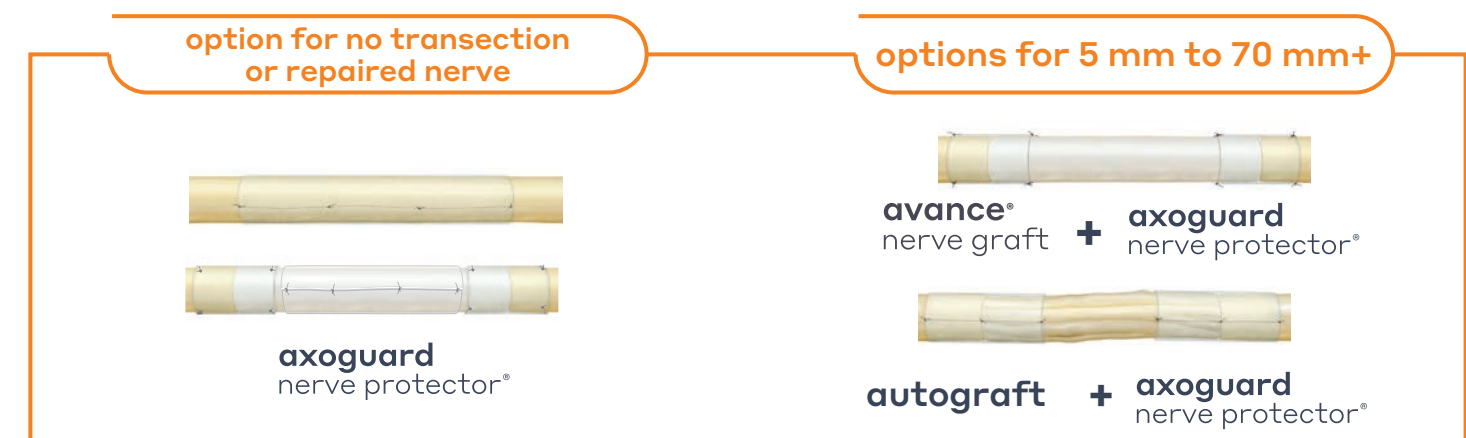 option for no transection
or repaired nerve
axoguard
nerve protector®
options for 5 mm to 70 mm+
avance®
nerve graft
+
axoguard
nerve protector®
autograft
+
axoguard
nerve protector®